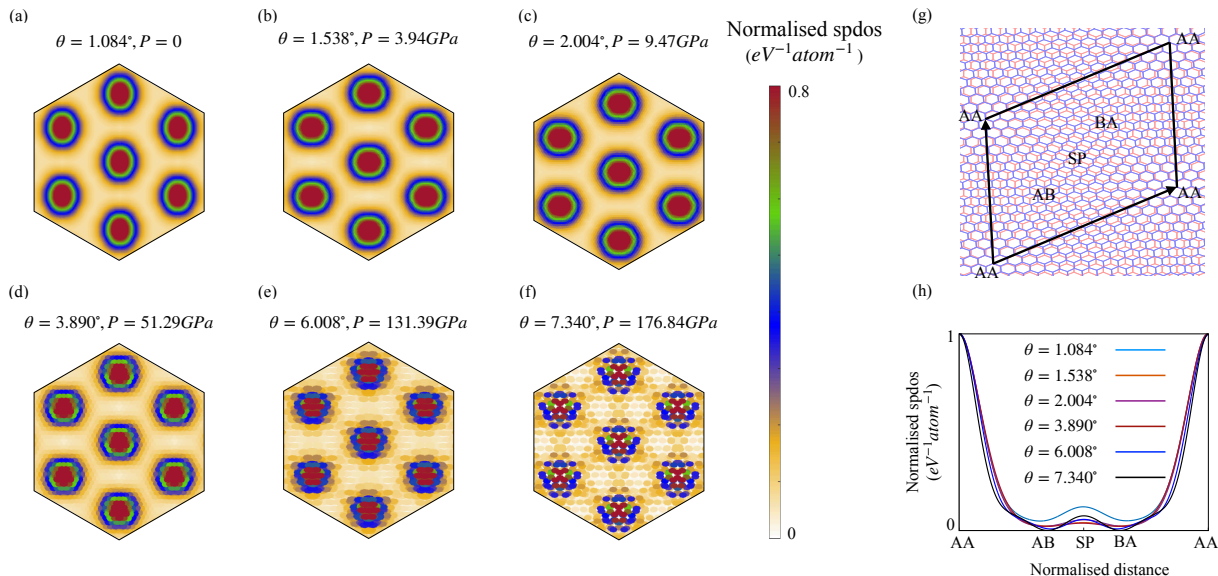 (a)
θ = 1.084°, P = 0
(b)
θ = 1.538°, P = 3.94GPa
(c)
θ = 2.004°, P = 9.47GPa
Normalised spdos
(eV⁻¹atom⁻¹)
0.8
0
(d)
θ = 3.890°, P = 51.29GPa
(e)
θ = 6.008°, P = 131.39GPa
(f)
θ = 7.340°, P = 176.84GPa
(g)
AA
AA
BA
SP
AB
AA
AA
(h)
1
θ = 1.084°
θ = 1.538°
θ = 2.004°
θ = 3.890°
θ = 6.008°
θ = 7.340°
Normalised spdos
(eV⁻¹atom⁻¹)
0
AA AB SP BA AA
Normalised distance